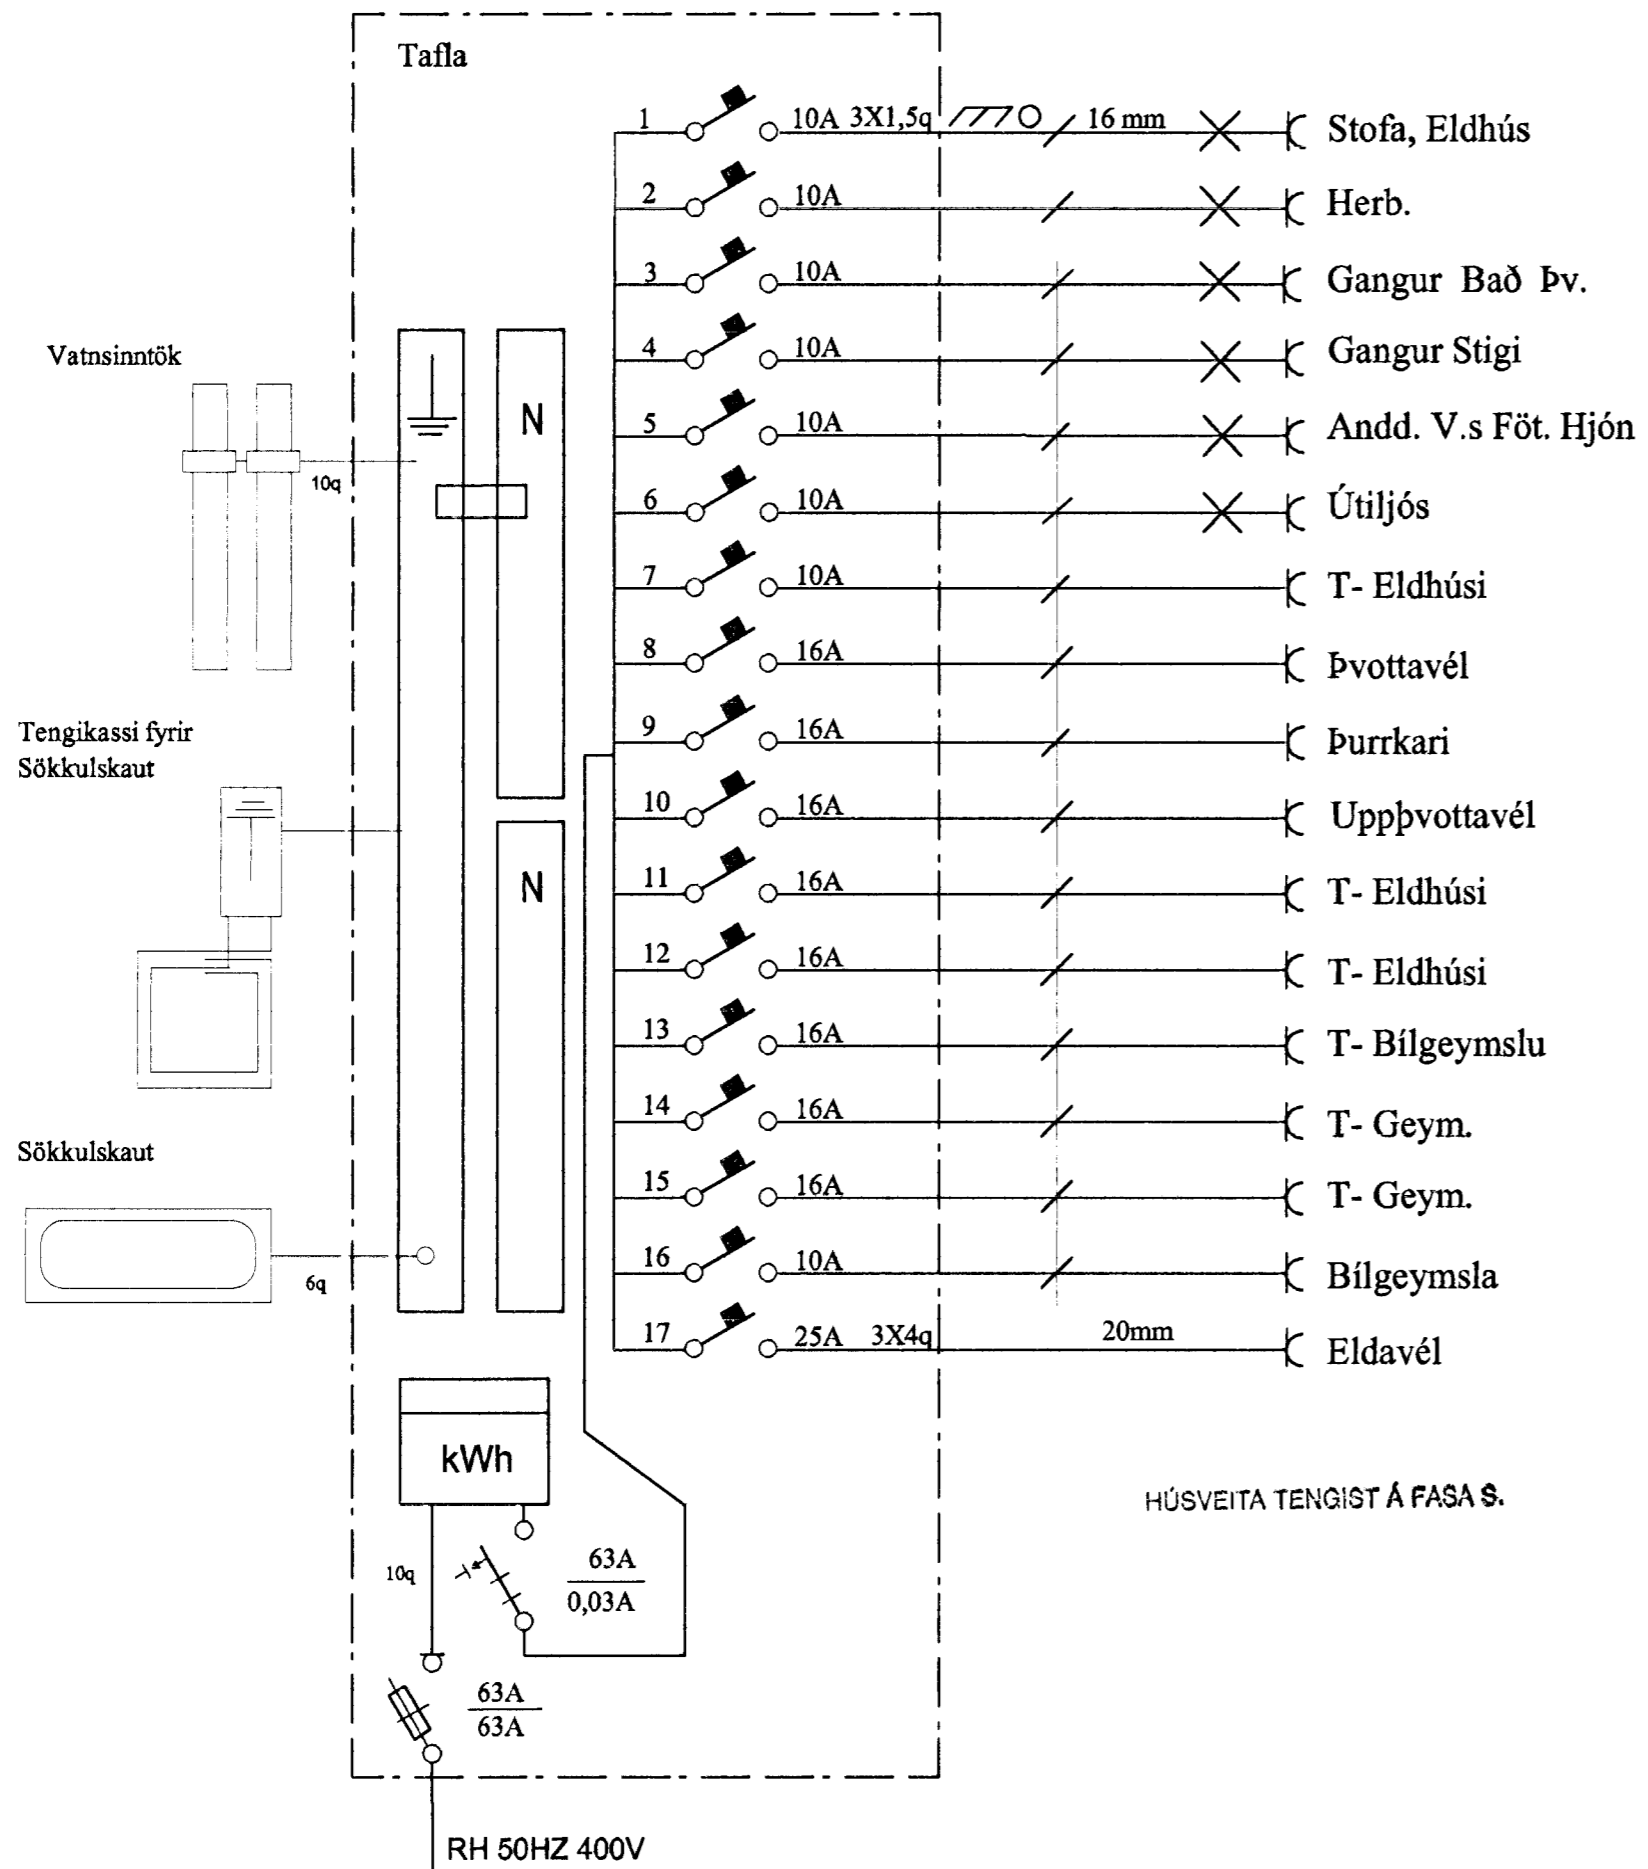 Tafla
1 10A 3X1,5q 16 mm Stofa, Eldhús
2 10A Herb.
3 10A Gangur Bað Þv.
4 10A Gangur Stigi
5 10A Andd. V.s Föt. Hjón
6 10A Útiljós
7 10A T- Eldhúsi
8 16A Þvottavél
9 16A Þurrkari
10 16A Uppþvottavél
11 16A T- Eldhúsi
12 16A T- Eldhúsi
13 16A T- Bílgeymslu
14 16A T- Geym.
15 16A T- Geym.
16 10A Bílgeymsla
17 25A 3X4q 20mm Eldavél
Vatnsinntök
10q
N
Tengikassi fyrir
Sökkulskaut
N
Sökkulskaut
6q
kWh
HÚSVEITA TENGIST Á FASA S.
10q
63A
0,03A
63A
63A
RH 50HZ 400V